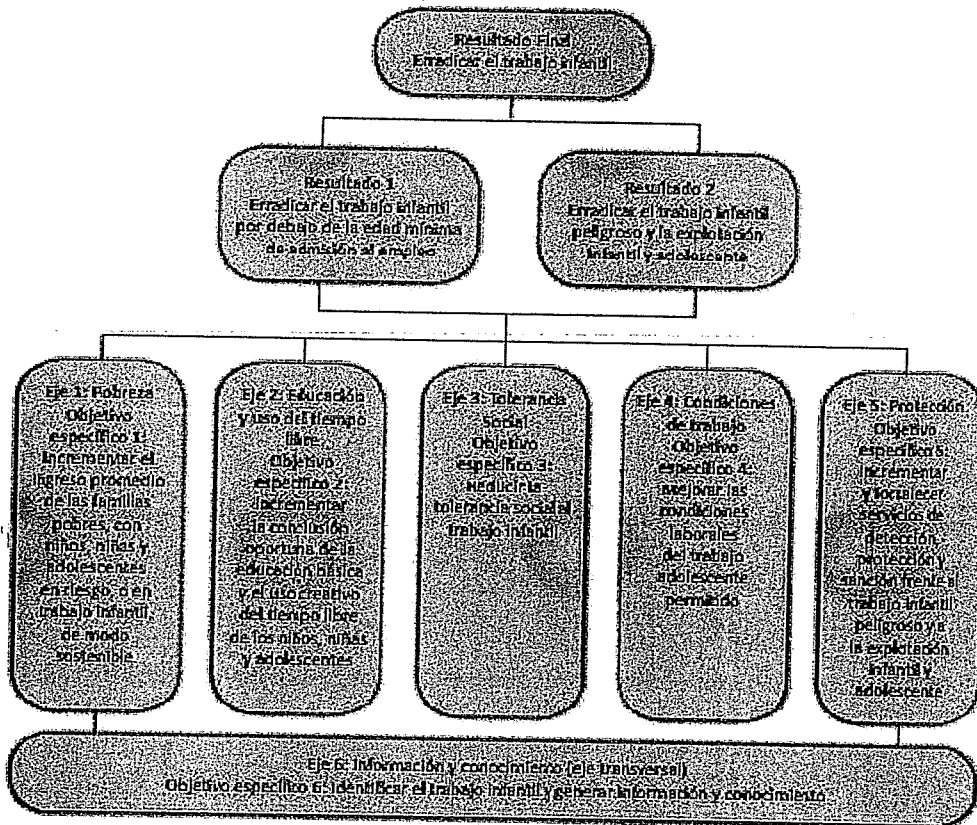 Resultado Final
Erradicar el trabajo infantil
Resultado 1
Erradicar el trabajo infantil
por debajo de la edad mínima
de admisión al empleo
Resultado 2
Erradicar el trabajo infantil
peligroso y la explotación
infantil y adolescente
Eje 1: Pobreza
Objetivo
específico 1:
Incrementar el
ingreso promedio
de las familias
pobres, con
niños, niñas y
adolescentes
en riesgo, o en
trabajo infantil,
de modo
sostenible
Eje 2: Educación
y uso del tiempo
libre
Objetivo
específico 2:
Incrementar
la conclusión
oportuna de la
educación básica
y el uso creativo
del tiempo libre
de los niños, niñas
y adolescentes
Eje 3: Tolerancia
Social
Objetivo
específico 3:
Reducir la
tolerancia social al
trabajo infantil
Eje 4: Condiciones
de trabajo
Objetivo
específico 4:
Mejorar las
condiciones
laborales
del trabajo
adolescente
permitido
Eje 5: Protección
Objetivo
específico 5:
Incrementar
y fortalecer
servicios de
detección,
protección y
sanción frente al
trabajo infantil
peligroso y a
la explotación
infantil y
adolescente
Eje 6: Información y conocimiento (eje transversal)
Objetivo específico 6: Identificar el trabajo infantil y generar información y conocimiento